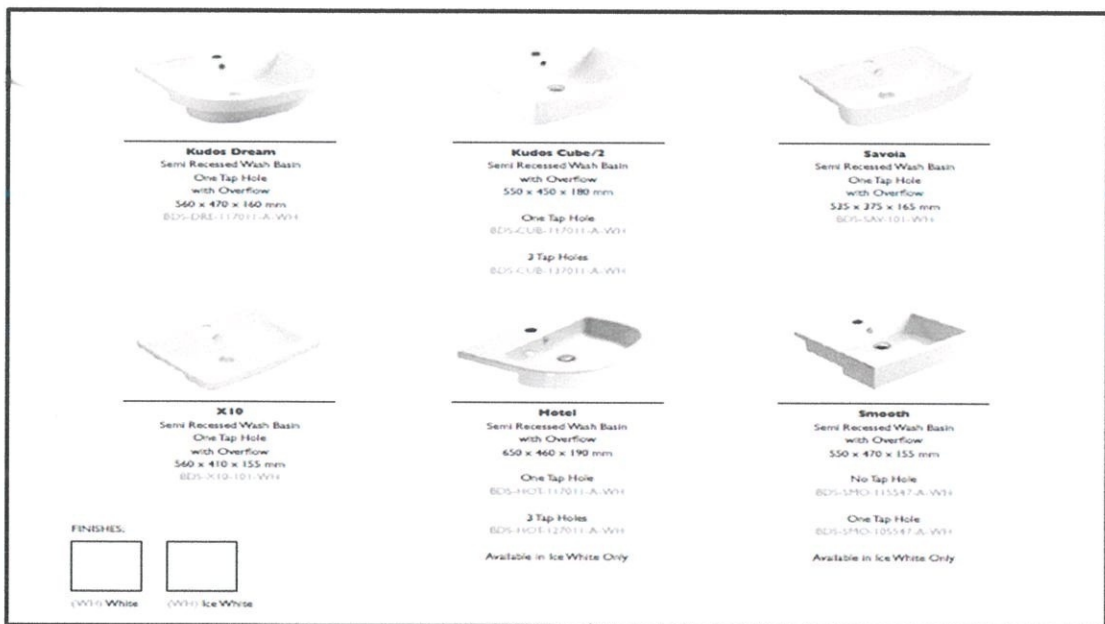 Kudos Dream
Semi Recessed Wash Basin
One Tap Hole
with Overflow
560 x 470 x 160 mm
BDS-DRE-117011-A-WH
Kudos Cube/2
Semi Recessed Wash Basin
with Overflow
550 x 450 x 180 mm
One Tap Hole
BDS-CUB-117011-A-WH
3 Tap Holes
BDS-CUB-137011-A-WH
Savoia
Semi Recessed Wash Basin
One Tap Hole
with Overflow
535 x 375 x 165 mm
BDS-SAV-101-WH
X10
Semi Recessed Wash Basin
One Tap Hole
with Overflow
560 x 410 x 155 mm
BDS-X10-101-WH
Hotel
Semi Recessed Wash Basin
with Overflow
650 x 460 x 190 mm
One Tap Hole
BDS-HOT-117011-A-WH
3 Tap Holes
BDS-HOT-127011-A-WH
Available in Ice White Only
Smooth
Semi Recessed Wash Basin
with Overflow
550 x 470 x 155 mm
No Tap Hole
BDS-SMO-115547-A-WH
One Tap Hole
BDS-SMO-105547-A-WH
Available in Ice White Only
FINISHES:
(WH) White
(WH) Ice White